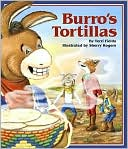 Burro's
Tortillas
By Terri Fields
Illustrated by Sherry Rogers